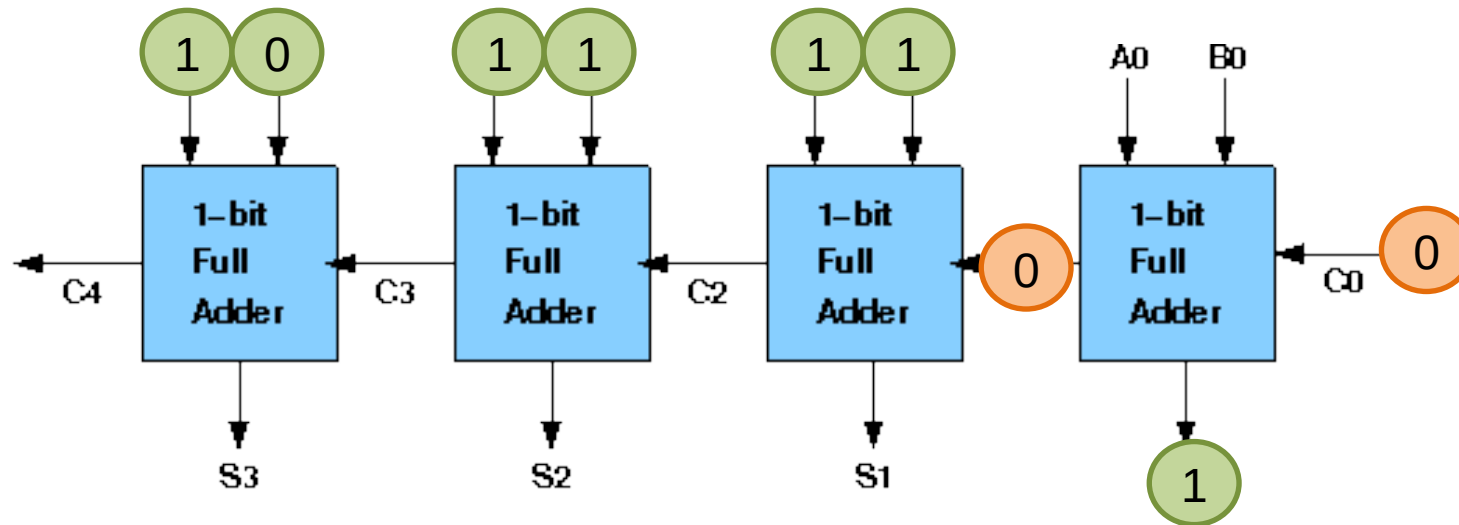 1 0 1 1 1 1 A0 B0
1-bit 1-bit 1-bit 1-bit
Full Full Full 0 Full 0
C4 C3 C2 C0
Adder Adder Adder Adder
S3 S2 S1 1